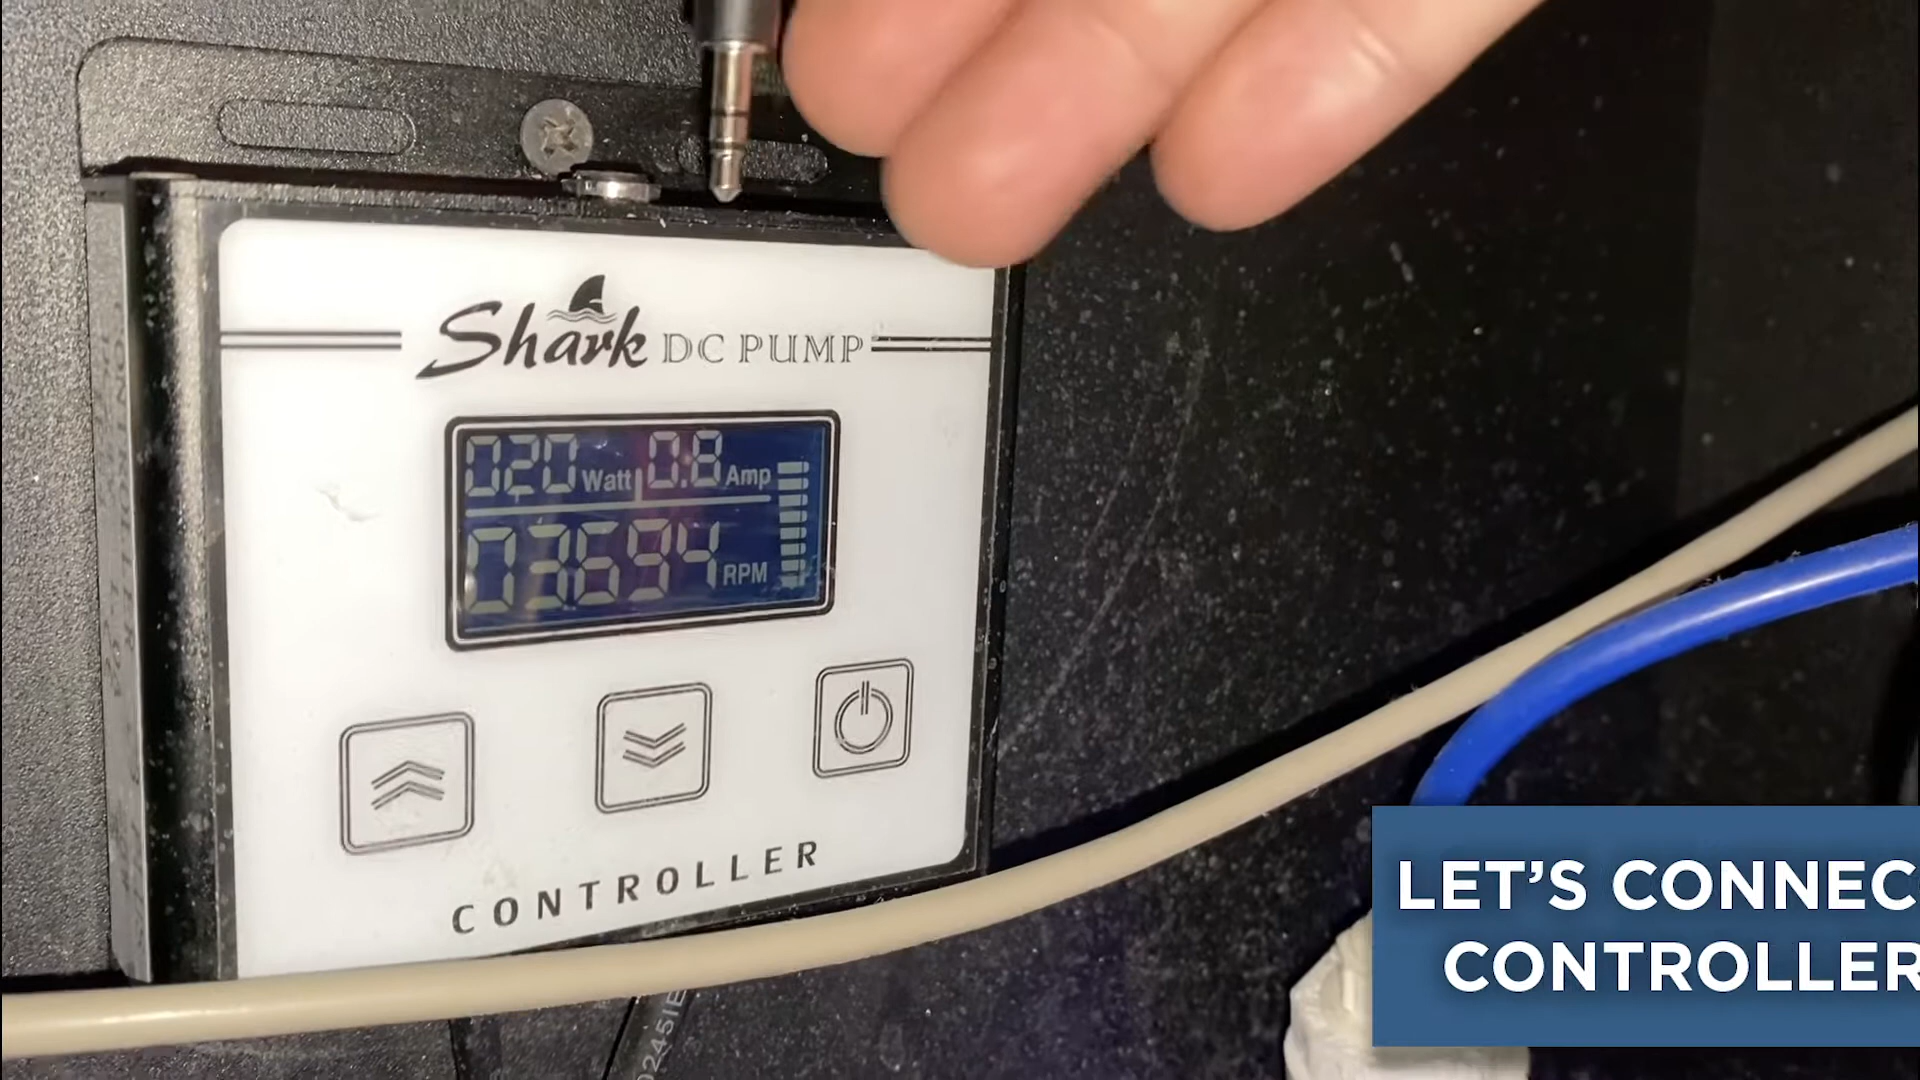 Shark DC PUMP
020 Watt 0.8 Amp
03694 RPM
CONTROLLER
LET'S CONNEC
CONTROLLER